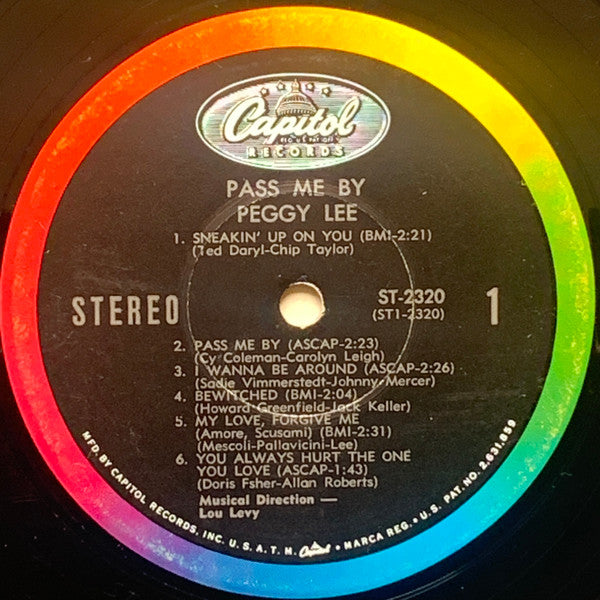 Capitol
RECORDS
PASS ME BY
PEGGY LEE
1. SNEAKIN' UP ON YOU (BMI-2:21)
(Ted Daryl-Chip Taylor)
STEREO
ST-2320
(ST1-2320)
1
2. PASS ME BY (ASCAP-2:23)
(Cy Coleman-Carolyn Leigh)
3. I WANNA BE AROUND (ASCAP-2:26)
(Sadie Vimmerstedt-Johnny Mercer)
4. BEWITCHED (BMI-2:04)
(Howard Greenfield-Jack Keller)
5. MY LOVE, FORGIVE ME
(Amore, Scusami) (BMI-2:31)
(Mescoli-Pallavicini-Lee)
6. YOU ALWAYS HURT THE ONE
YOU LOVE (ASCAP-1:43)
(Doris Fsher-Allan Roberts)
Musical Direction —
Lou Levy
MFD. BY CAPITOL RECORDS, INC. U.S.A. T.M. Capitol • MARCA REG. • U.S. PAT. NO. 2,631,859